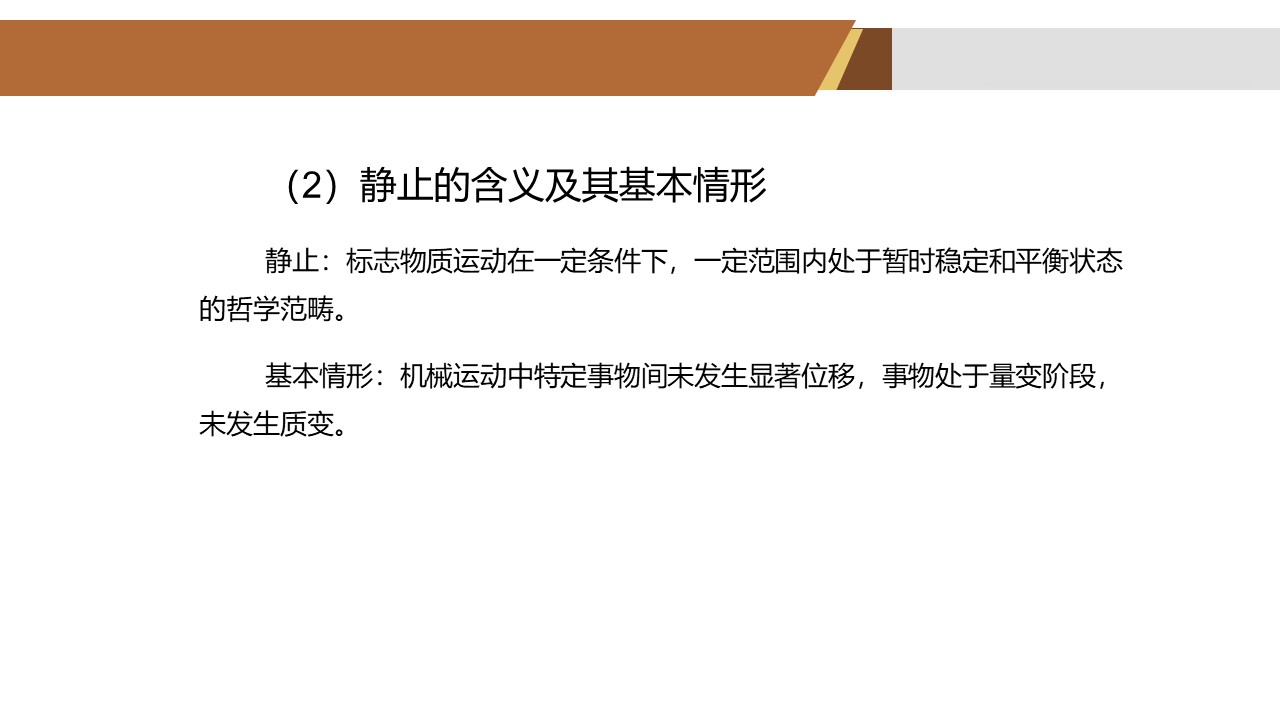 （2）静止的含义及其基本情形
静止：标志物质运动在一定条件下，一定范围内处于暂时稳定和平衡状态
的哲学范畴。
基本情形：机械运动中特定事物间未发生显著位移，事物处于量变阶段，
未发生质变。